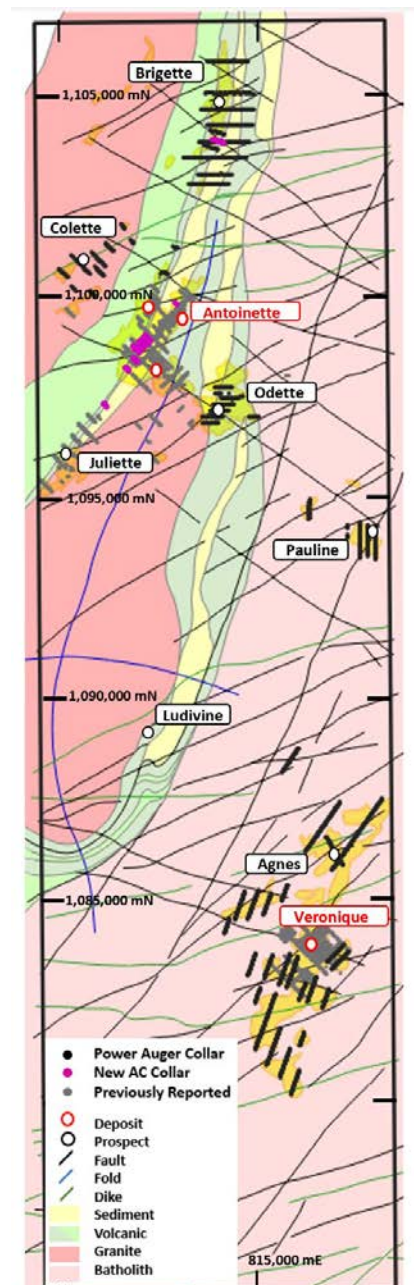 Brigette
1,105,000 mN
Colette
1,100,000 mN
Antoinette
Odette
Juliette
1,095,000 mN
Pauline
1,090,000 mN
Ludivine
Agnes
1,085,000 mN
Veronique
Power Auger Collar
New AC Collar
Previously Reported
Deposit
Prospect
Fault
Fold
Dike
Sediment
Volcanic
Granite
Batholith
815,000 mE